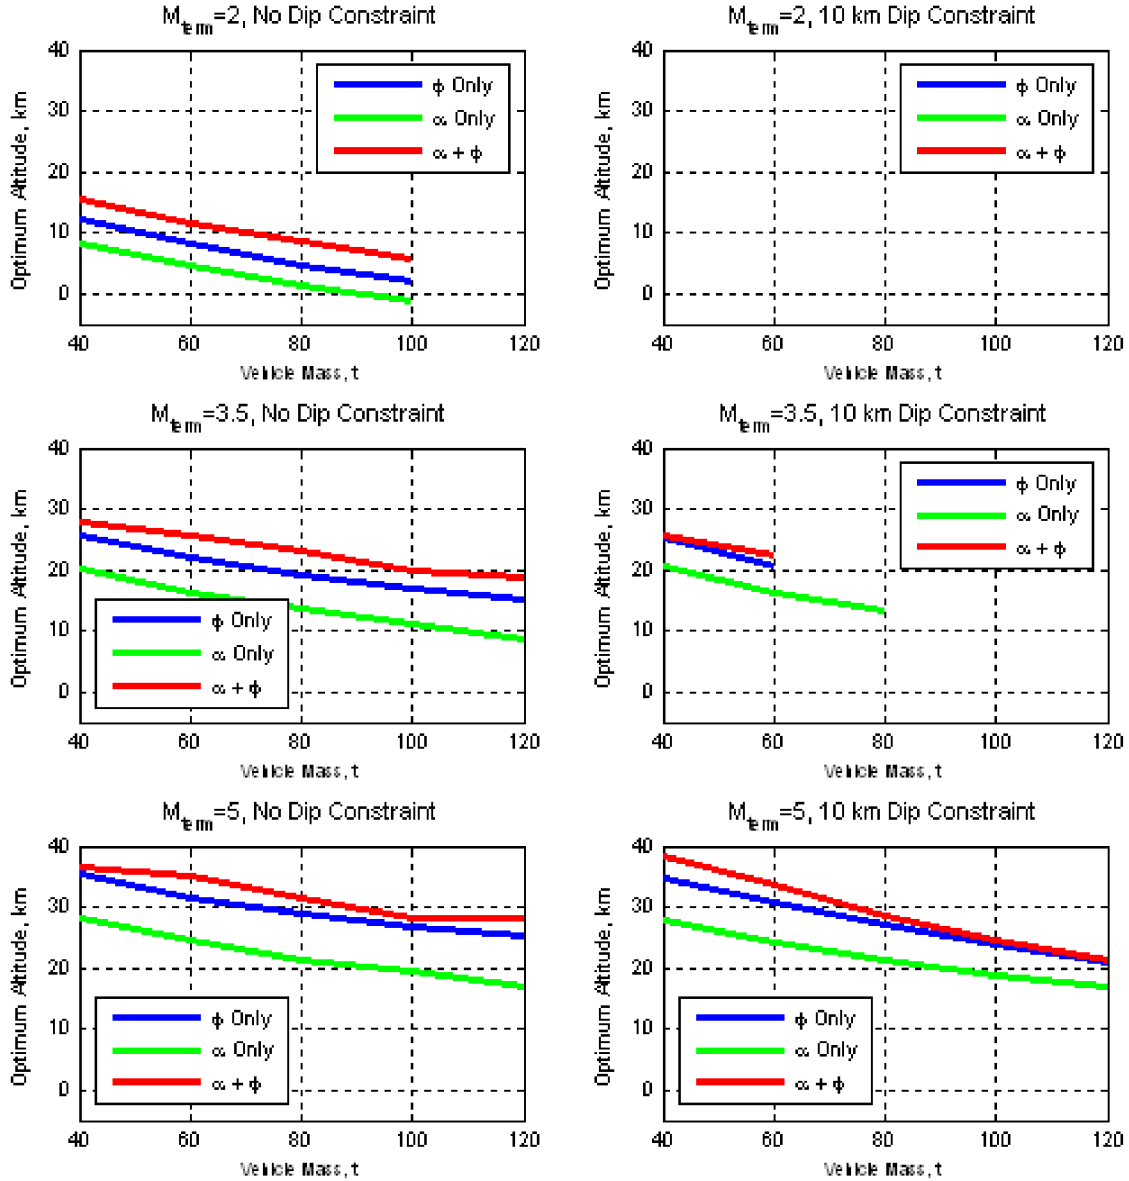 M_term=2, No Dip Constraint
40
30
20
10
0
Optimum Altitude, km
ϕ Only
α Only
α + ϕ
40 60 80 100 120
Vehicle Mass, t
M_term=2, 10 km Dip Constraint
40
30
20
10
0
Optimum Altitude, km
ϕ Only
α Only
α + ϕ
40 60 80 100 120
Vehicle Mass, t
M_term=3.5, No Dip Constraint
40
30
20
10
0
Optimum Altitude, km
ϕ Only
α Only
α + ϕ
40 60 80 100 120
Vehicle Mass, t
M_term=3.5, 10 km Dip Constraint
40
30
20
10
0
Optimum Altitude, km
ϕ Only
α Only
α + ϕ
40 60 80 100 120
Vehicle Mass, t
M_term=5, No Dip Constraint
40
30
20
10
0
Optimum Altitude, km
ϕ Only
α Only
α + ϕ
40 60 80 100 120
Vehicle Mass, t
M_term=5, 10 km Dip Constraint
40
30
20
10
0
Optimum Altitude, km
ϕ Only
α Only
α + ϕ
40 60 80 100 120
Vehicle Mass, t